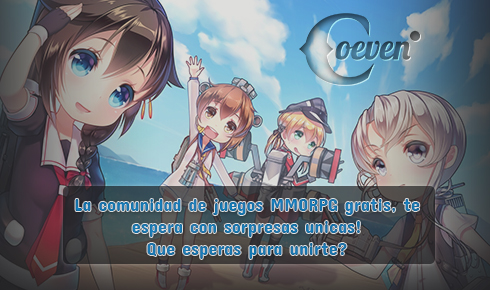 Coeven
La comunidad de juegos MMORPG gratis, te
espera con sorpresas unicas!
Que esperas para unirte?